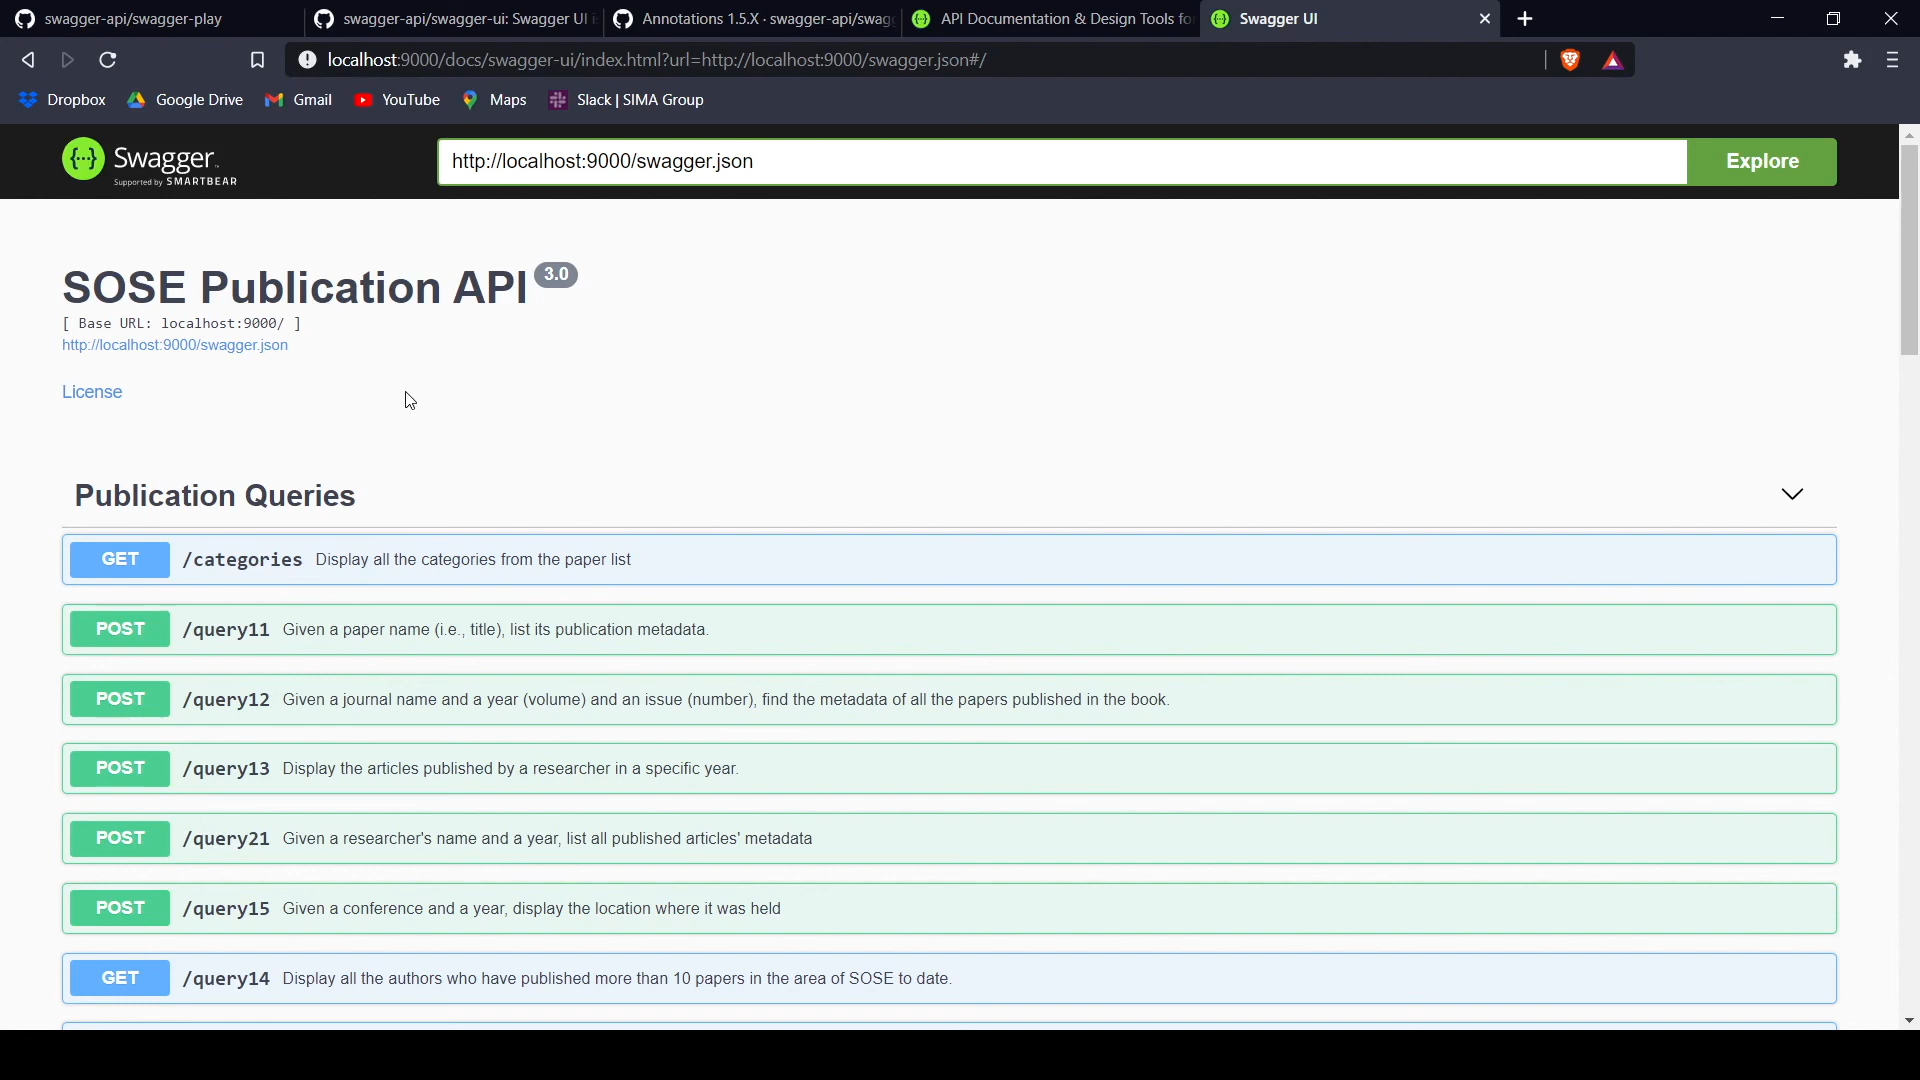 swagger-api/swagger-play
swagger-api/swagger-ui: Swagger UI is
Annotations 1.5.X · swagger-api/swag
API Documentation & Design Tools for
Swagger UI
localhost:9000/docs/swagger-ui/index.html?url=http://localhost:9000/swagger.json#/
Dropbox
Google Drive
Gmail
YouTube
Maps
Slack | SIMA Group
{...} Swagger
Supported by SMARTBEAR
http://localhost:9000/swagger.json
Explore
SOSE Publication API 3.0
[ Base URL: localhost:9000/ ]
http://localhost:9000/swagger.json
License
Publication Queries
GET /categories Display all the categories from the paper list
POST /query11 Given a paper name (i.e., title), list its publication metadata.
POST /query12 Given a journal name and a year (volume) and an issue (number), find the metadata of all the papers published in the book.
POST /query13 Display the articles published by a researcher in a specific year.
POST /query21 Given a researcher's name and a year, list all published articles' metadata
POST /query15 Given a conference and a year, display the location where it was held
GET /query14 Display all the authors who have published more than 10 papers in the area of SOSE to date.